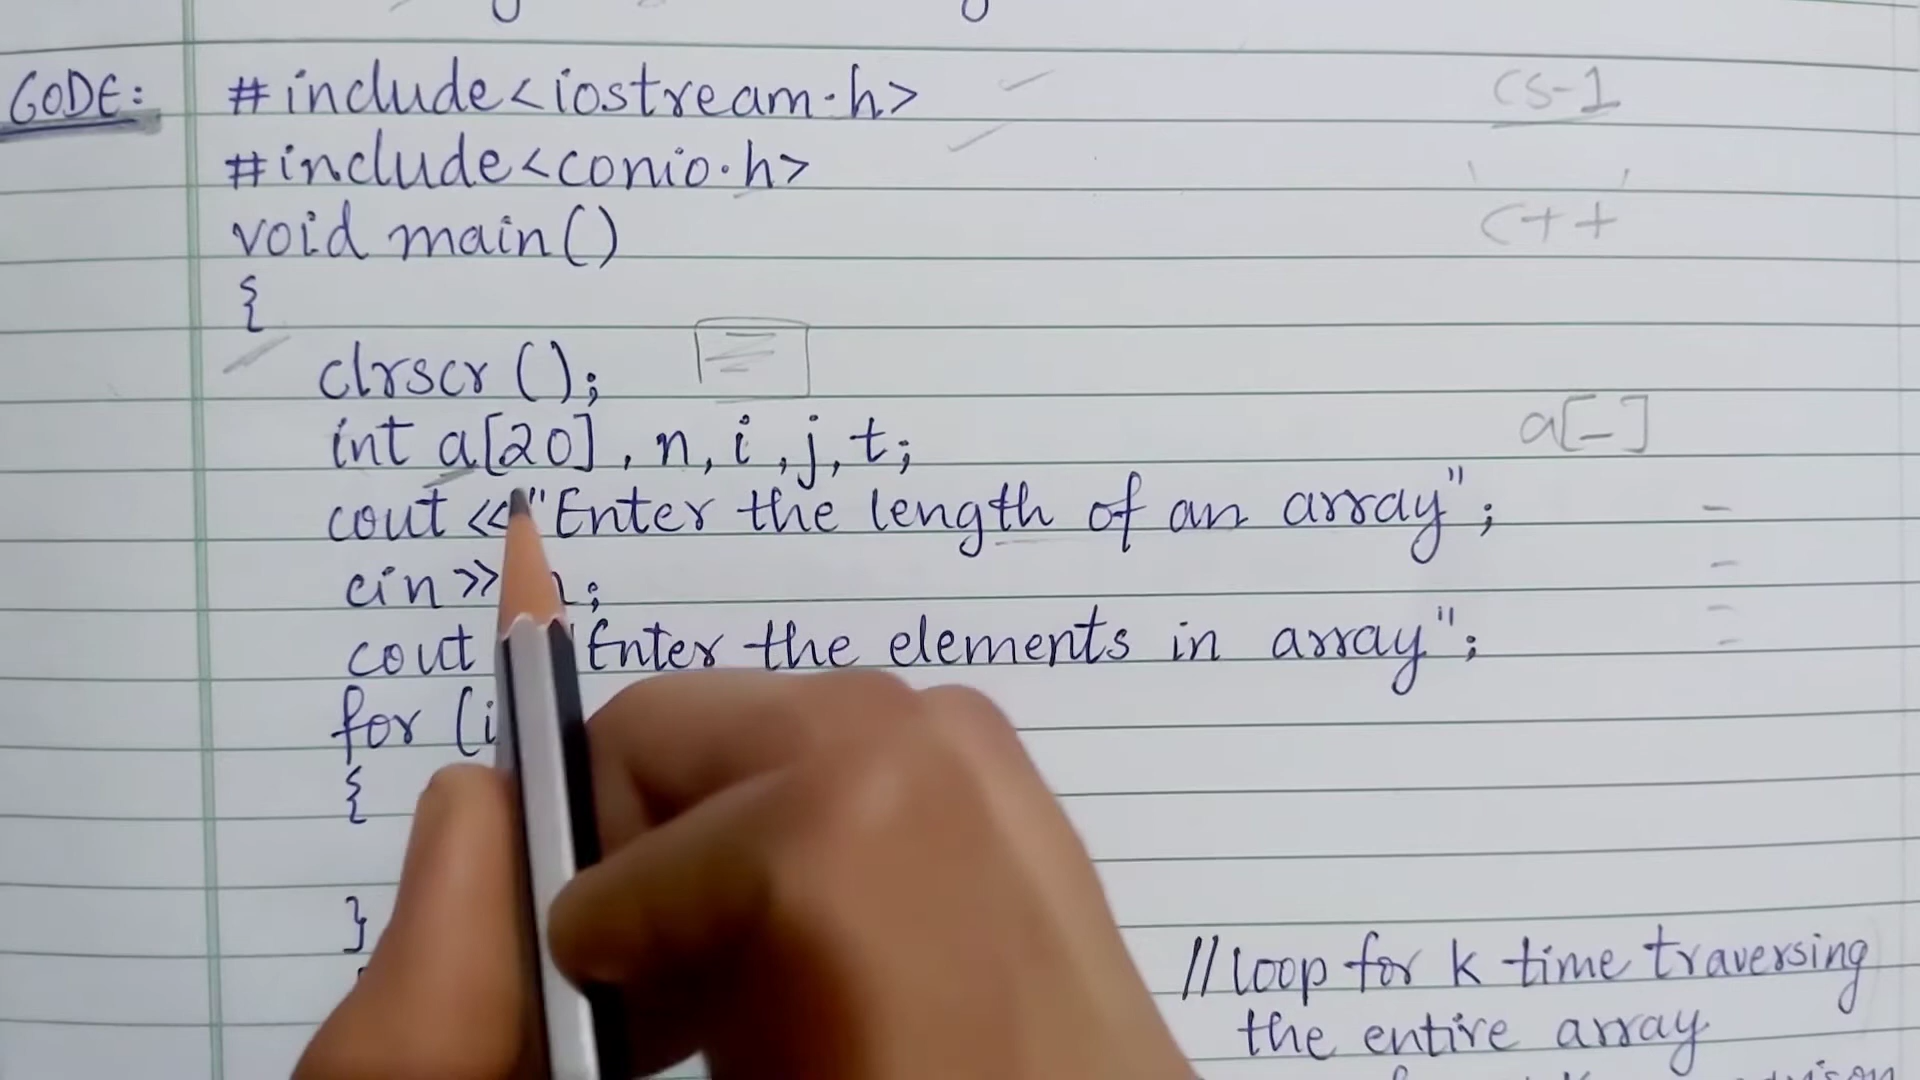 CODE: #include<iostream.h>
CS-1
#include<conio.h>
C++
void main()
{
clrscr ();
int a[20], n, i, j, t;
a[-]
cout <<"Enter the length of an array";
cin>> ;
cout "Enter the elements in array";
for (i
{
}
//loop for k time traversing
the entire array